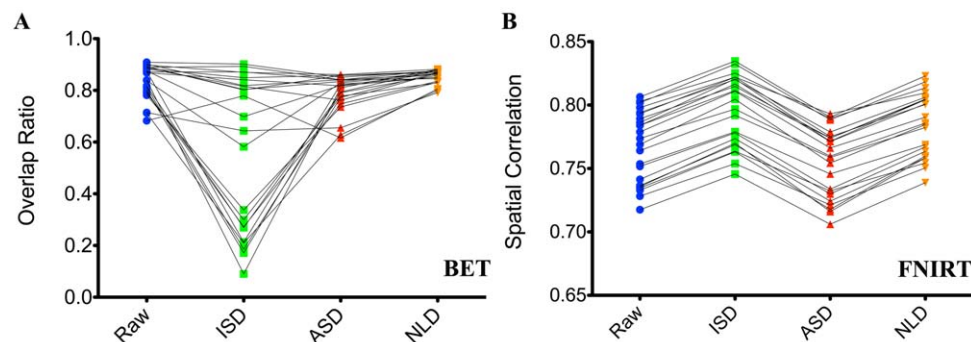 A
Overlap Ratio
1.0
0.8
0.6
0.4
0.2
0.0
BET
Raw
ISD
ASD
NLD
B
Spatial Correlation
0.85
0.80
0.75
0.70
0.65
FNIRT
Raw
ISD
ASD
NLD